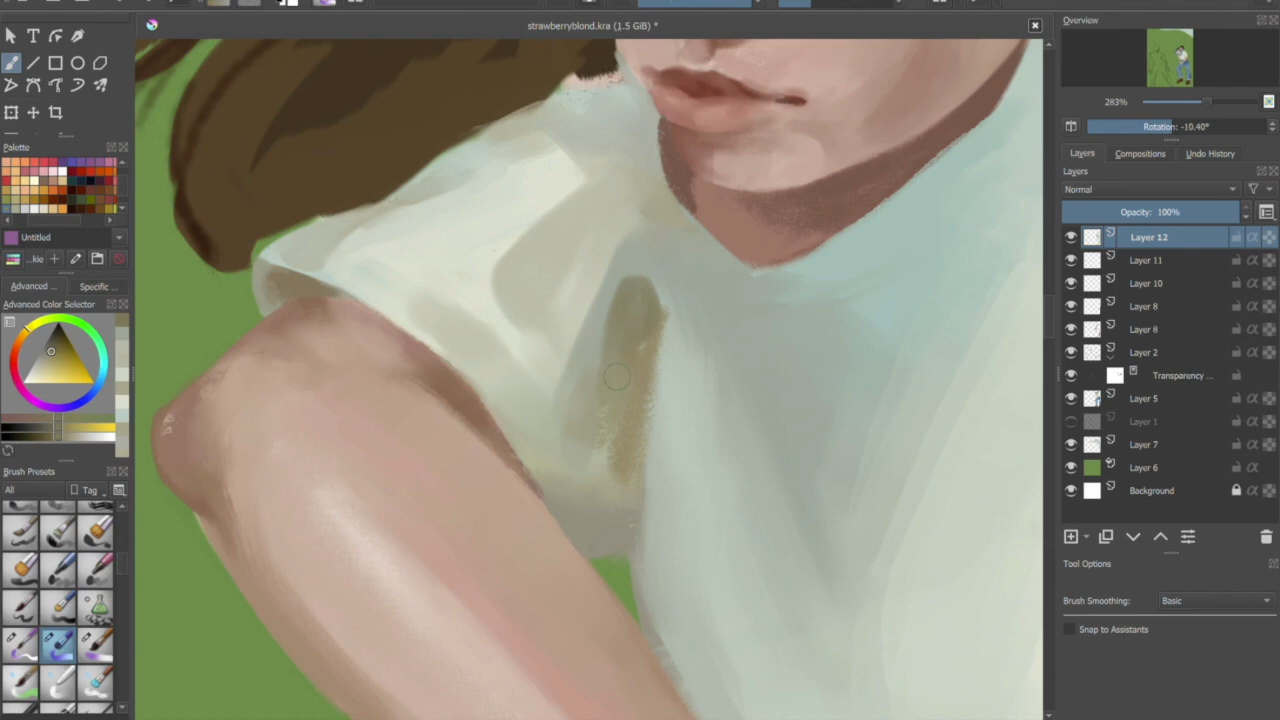 strawberryblond.kra (1.5 GiB) *
Overview
283%
Rotation: -10.40°
Layers
Compositions
Undo History
Layers
Normal
Opacity: 100%
Layer 12
Layer 11
Layer 10
Layer 8
Layer 8
Layer 2
Transparency ...
Layer 5
Layer 1
Layer 7
Layer 6
Background
Tool Options
Brush Smoothing:
Basic
Snap to Assistants
Palette
Untitled
...kie
Advanced ...
Specific ...
Advanced Color Selector
Brush Presets
All
Tag